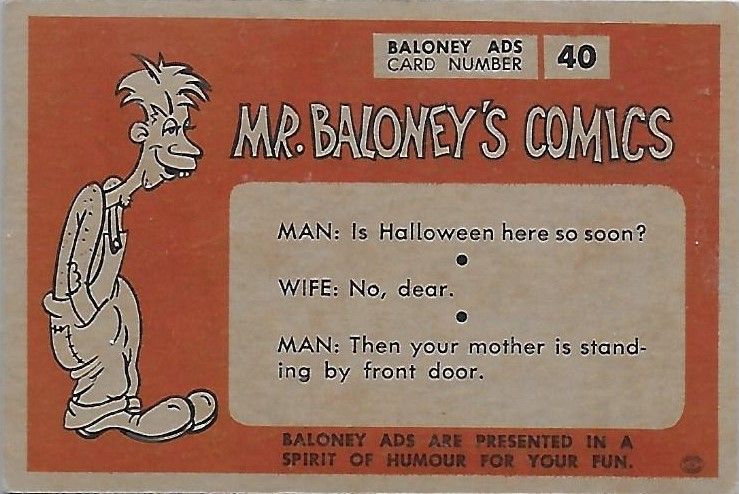 BALONEY ADS
CARD NUMBER
40
MR. BALONEY'S COMICS
MAN: Is Halloween here so soon?
WIFE: No, dear.
MAN: Then your mother is stand-
ing by front door.
BALONEY ADS ARE PRESENTED IN A
SPIRIT OF HUMOUR FOR YOUR FUN.